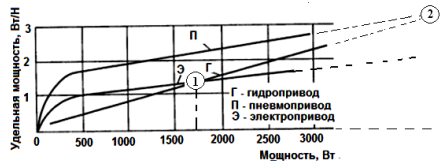 Удельная мощность, Вт/Н
3
2
1
0
500
1000
1500
2000
2500
3000
Мощность, Вт
П
Э
Г
1
2
Г - гидропривод
П - пневмопривод
Э - электропривод